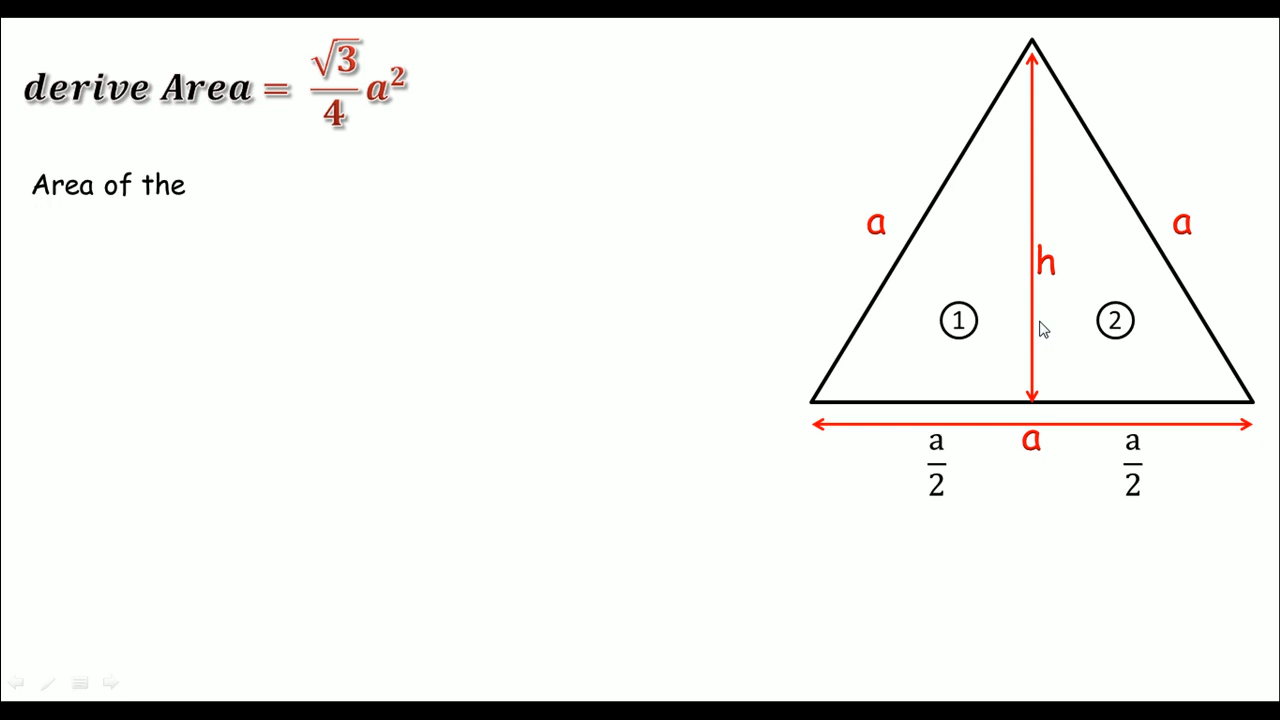 derive Area = √3/4 a²
Area of the
a
a
h
1
2
a
a/2
a/2